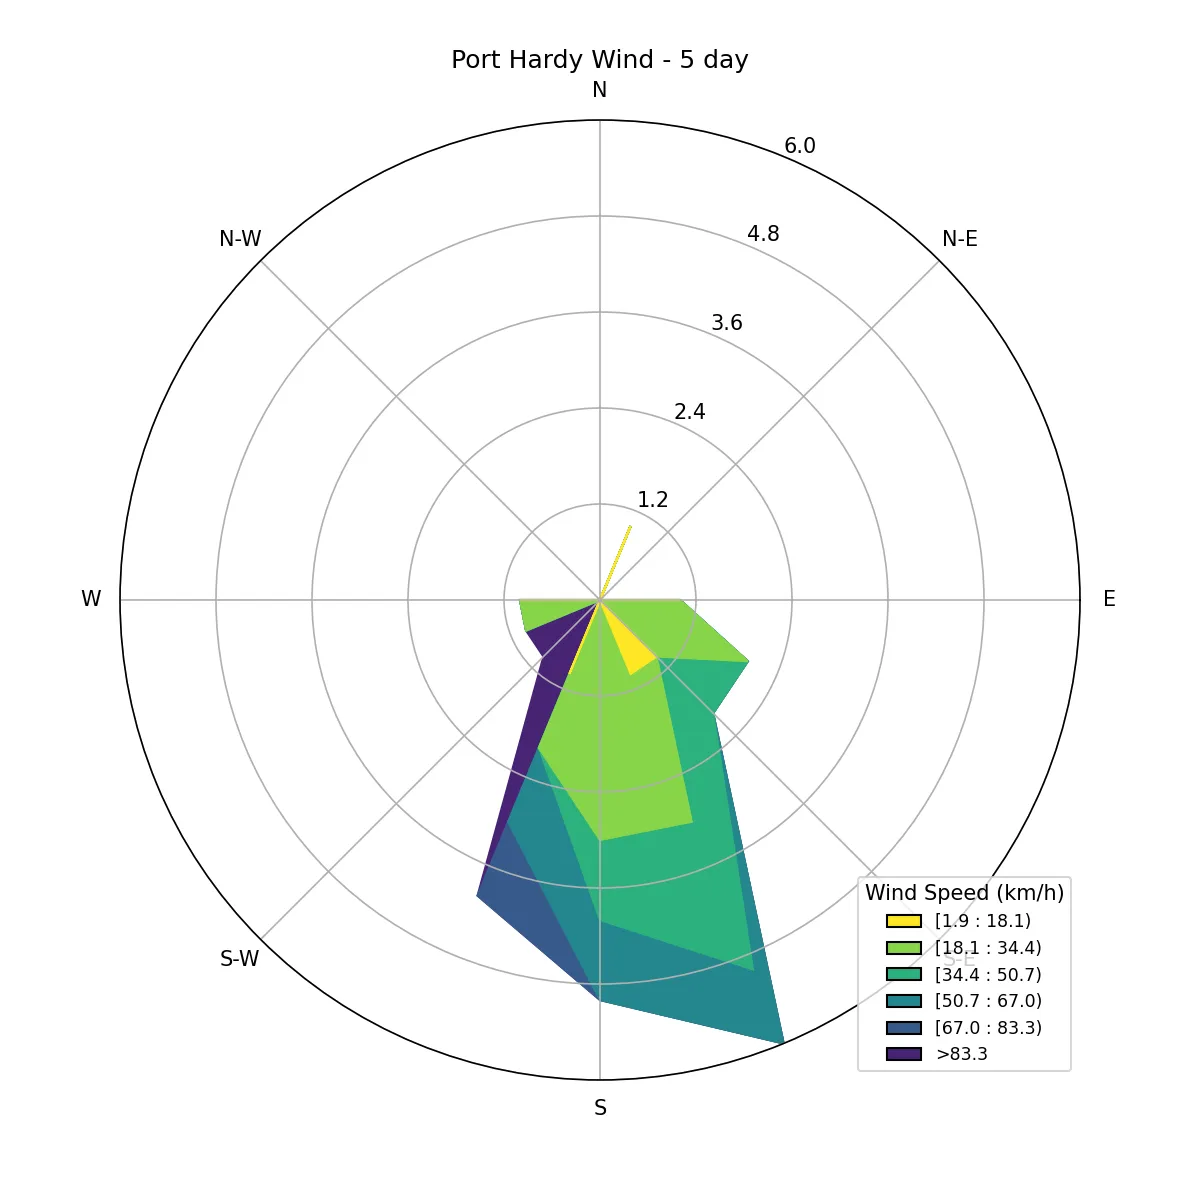 Port Hardy Wind - 5 day
N
6.0
N-W
N-E
4.8
3.6
2.4
1.2
W
E
S-W
S-E
Wind Speed (km/h)
[1.9 : 18.1)
[18.1 : 34.4)
[34.4 : 50.7)
[50.7 : 67.0)
[67.0 : 83.3)
>83.3
S